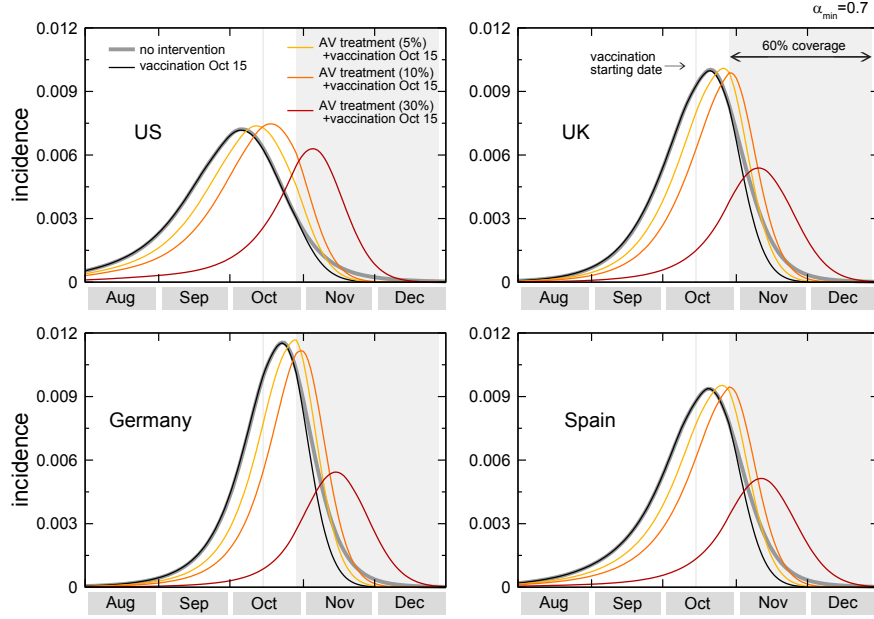 αmin=0.7
0.012
0.009
0.006
0.003
0
incidence
no intervention
vaccination Oct 15
AV treatment (5%)
+vaccination Oct 15
AV treatment (10%)
+vaccination Oct 15
AV treatment (30%)
+vaccination Oct 15
US
Aug Sep Oct Nov Dec
0.012
0.009
0.006
0.003
0
vaccination
starting date
60% coverage
UK
Aug Sep Oct Nov Dec
0.012
0.009
0.006
0.003
0
incidence
Germany
Aug Sep Oct Nov Dec
0.012
0.009
0.006
0.003
0
Spain
Aug Sep Oct Nov Dec